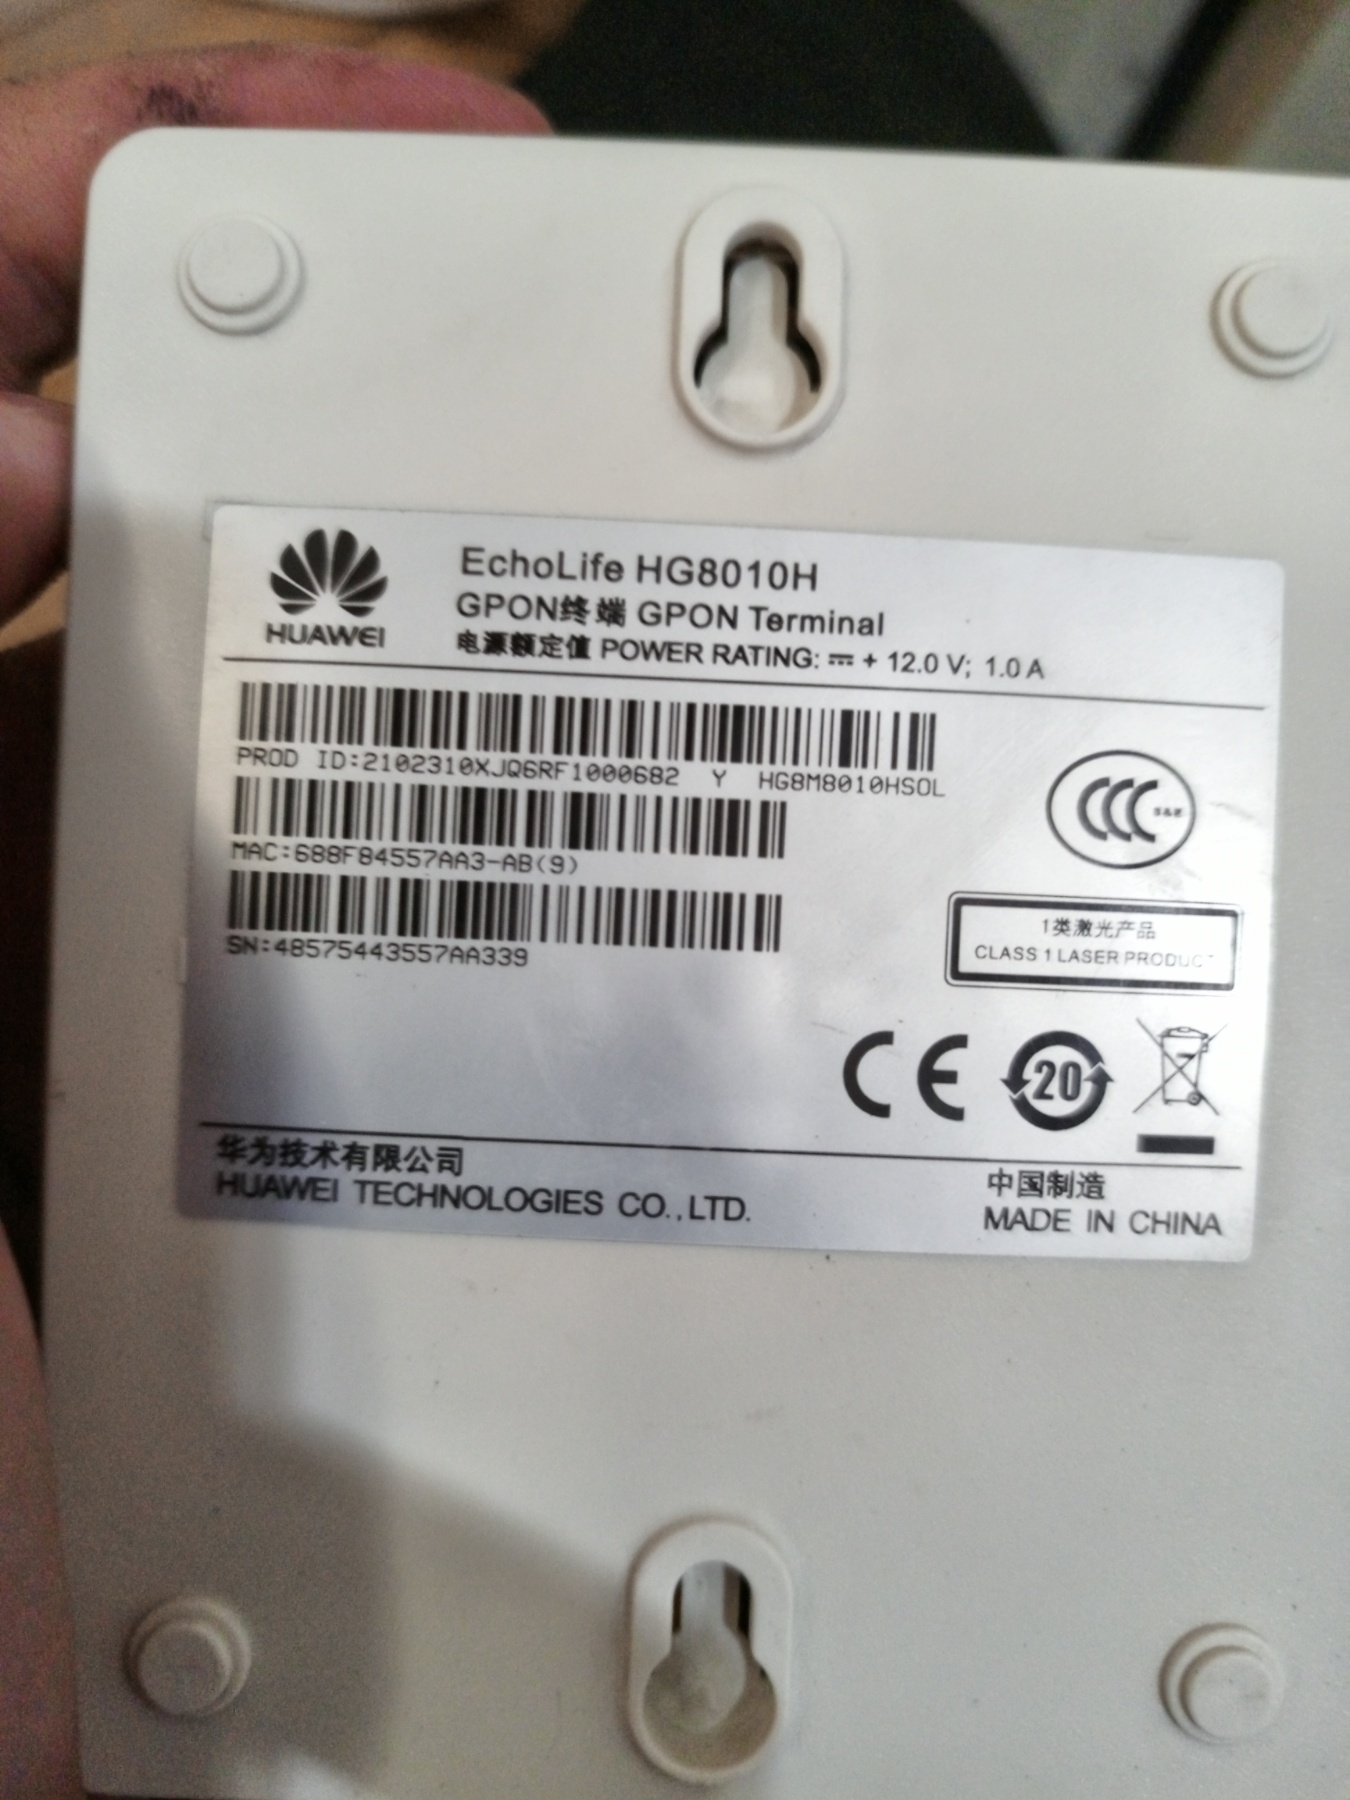 HUAWEI
EchoLife HG8010H
GPON终端 GPON Terminal
电源额定值 POWER RATING: ⎓ + 12.0 V; 1.0 A
PROD ID:2102310XJQ6RF1000682 Y HG8M8010HSOL
MAC:688F84557AA3-AB(9)
SN:48575443557AA339
CCC S&E
1类激光产品
CLASS 1 LASER PRODUCT
CE 20
华为技术有限公司
HUAWEI TECHNOLOGIES CO.,LTD.
中国制造
MADE IN CHINA